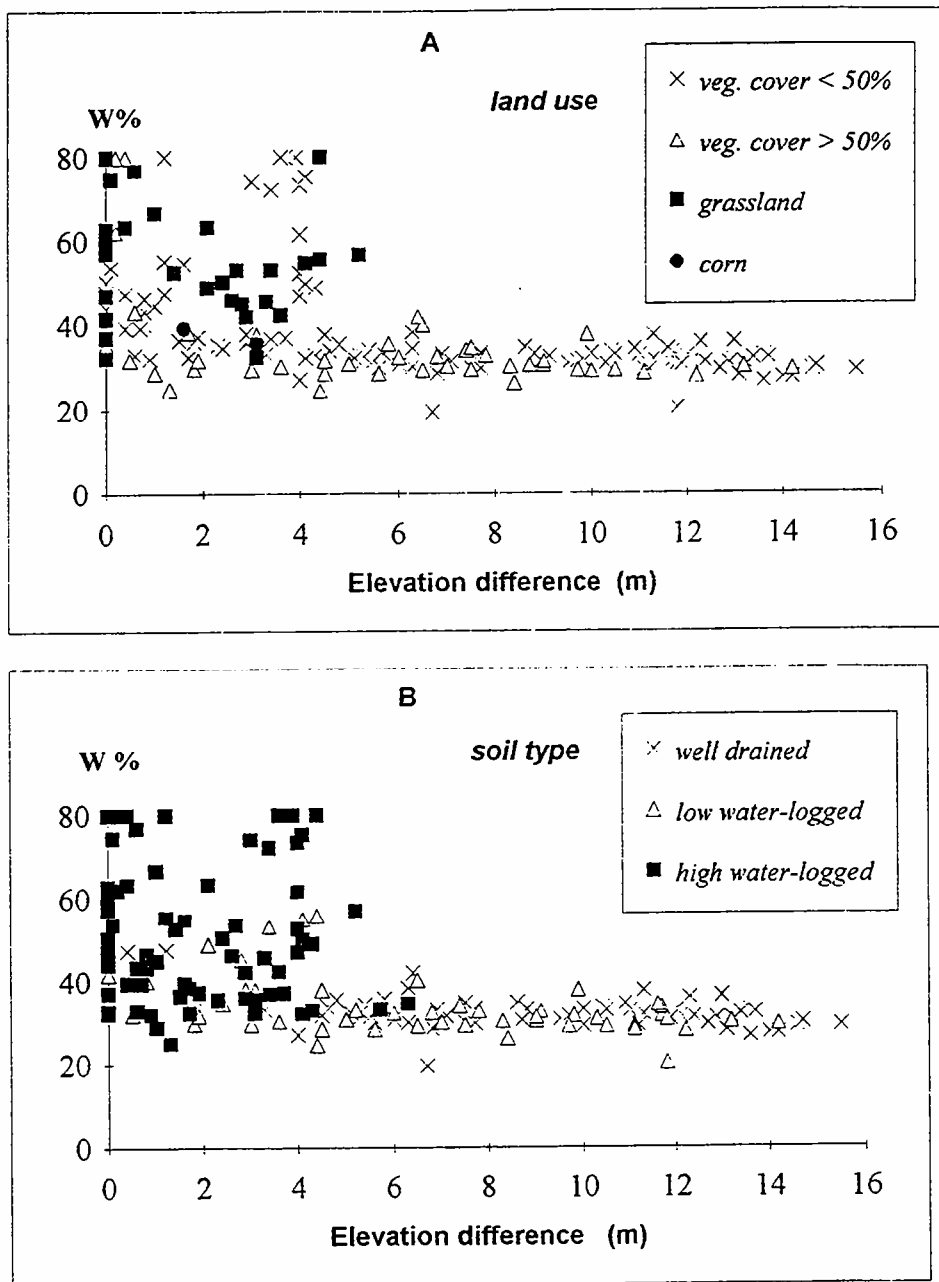 A
land use
× veg. cover < 50%
△ veg. cover > 50%
■ grassland
● corn
W%
80
60
40
20
0
0 2 4 6 8 10 12 14 16
Elevation difference (m)
B
soil type
× well drained
△ low water-logged
■ high water-logged
W %
80
60
40
20
0
0 2 4 6 8 10 12 14 16
Elevation difference (m)